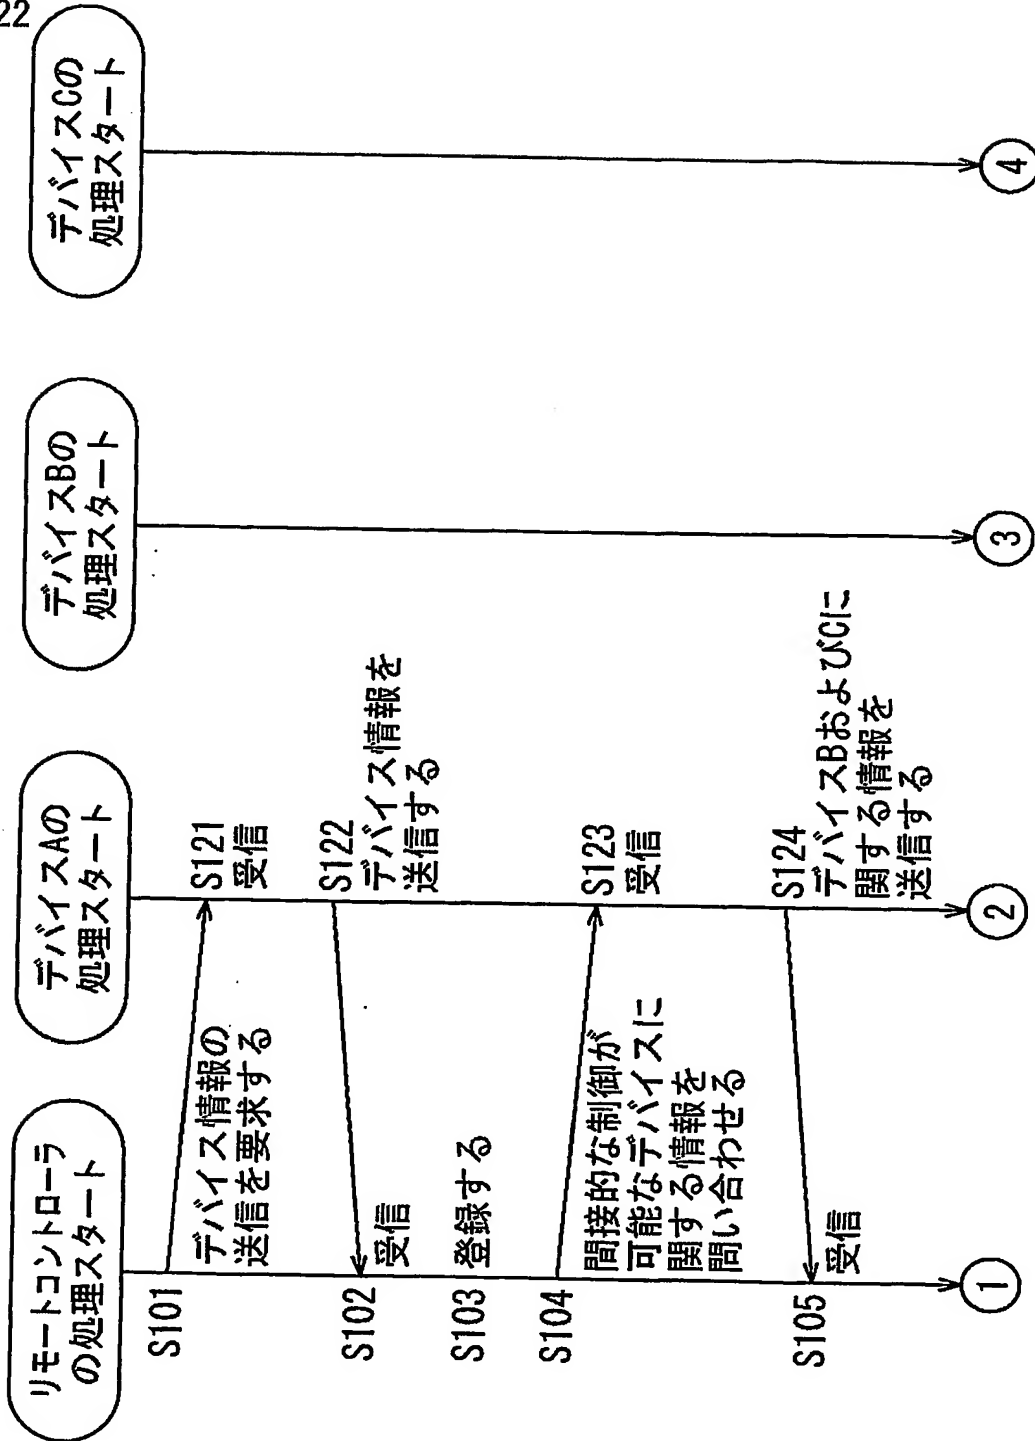 22
リモートコントローラ
の処理スタート
デバイスAの
処理スタート
デバイスBの
処理スタート
デバイスCの
処理スタート
S101
デバイス情報の
送信を要求する
S121
受信
S122
デバイス情報を
送信する
S102
受信
S103
登録する
S104
間接的な制御が
可能なデバイスに
関する情報を
問い合わせる
S123
受信
S124
デバイスBおよびCに
関する情報を
送信する
S105
受信
1
2
3
4